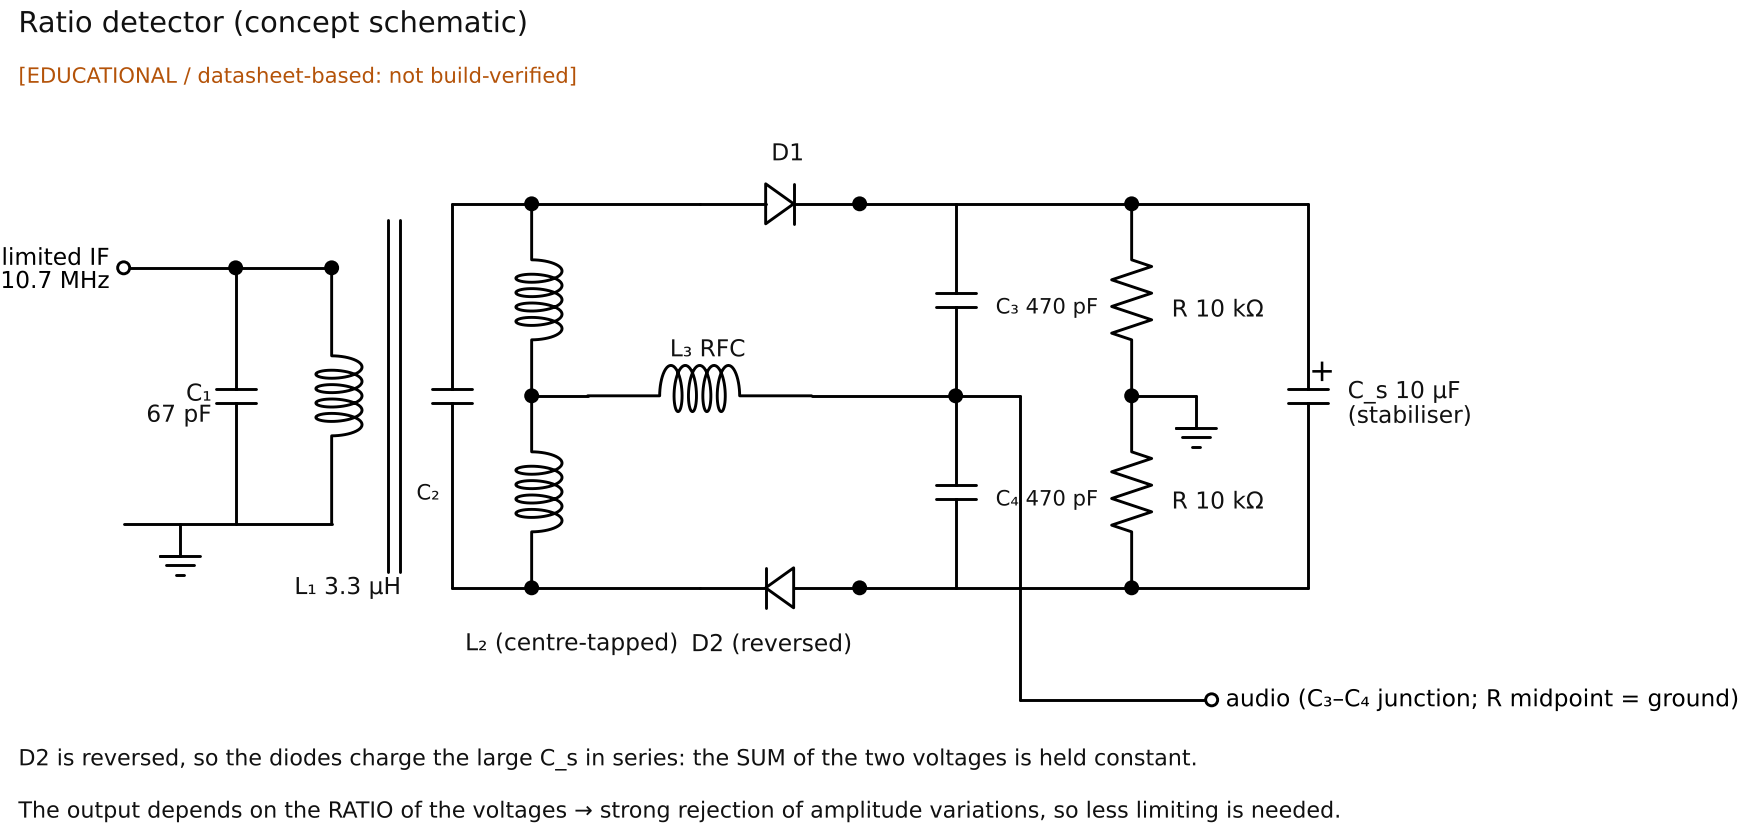 Ratio detector (concept schematic)
[EDUCATIONAL / datasheet-based: not build-verified]
D1
limited IF
10.7 MHz
C₃ 470 pF
R 10 kΩ
L₃ RFC
+
C₁
67 pF
C_s 10 µF
(stabiliser)
C₂
C₄ 470 pF
R 10 kΩ
L₁ 3.3 µH
L₂ (centre-tapped)
D2 (reversed)
audio (C₃–C₄ junction; R midpoint = ground)
D2 is reversed, so the diodes charge the large C_s in series: the SUM of the two voltages is held constant.
The output depends on the RATIO of the voltages → strong rejection of amplitude variations, so less limiting is needed.